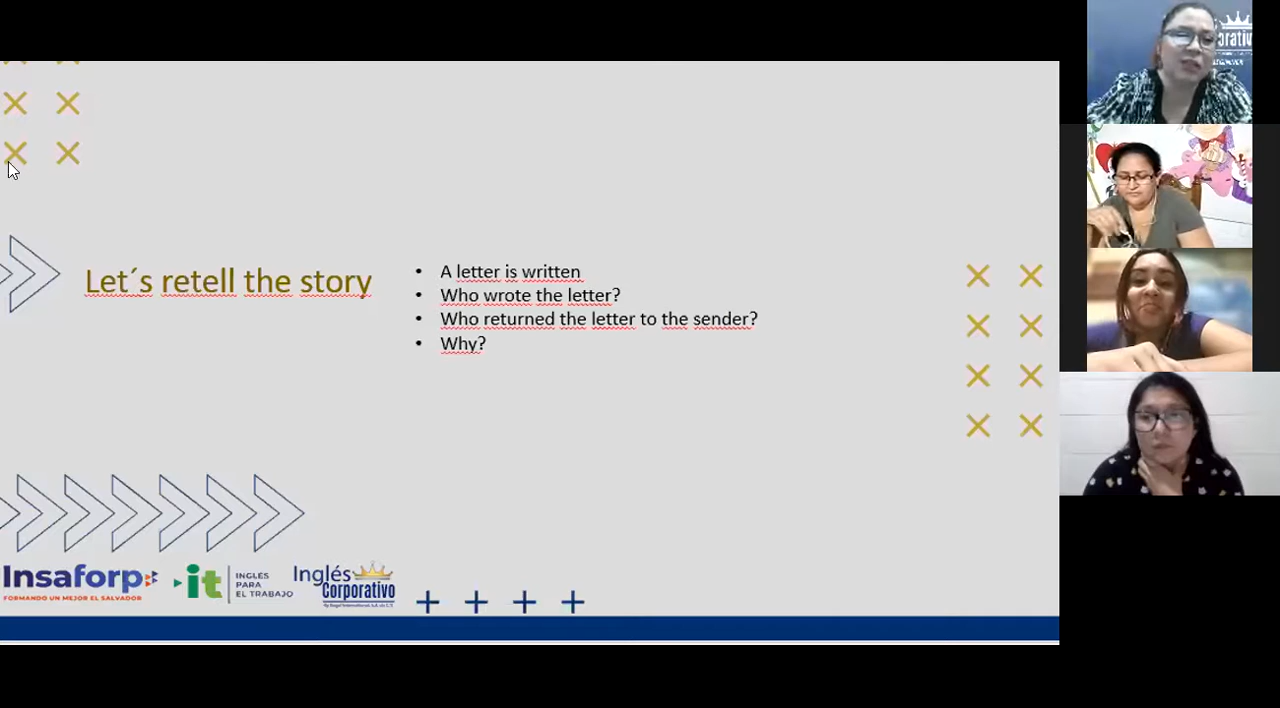 Let´s retell the story
• A letter is written
• Who wrote the letter?
• Who returned the letter to the sender?
• Why?
Insaforp
FORMANDO UN MEJOR EL SALVADOR
it
INGLÉS
PARA
EL TRABAJO
Inglés
Corporativo